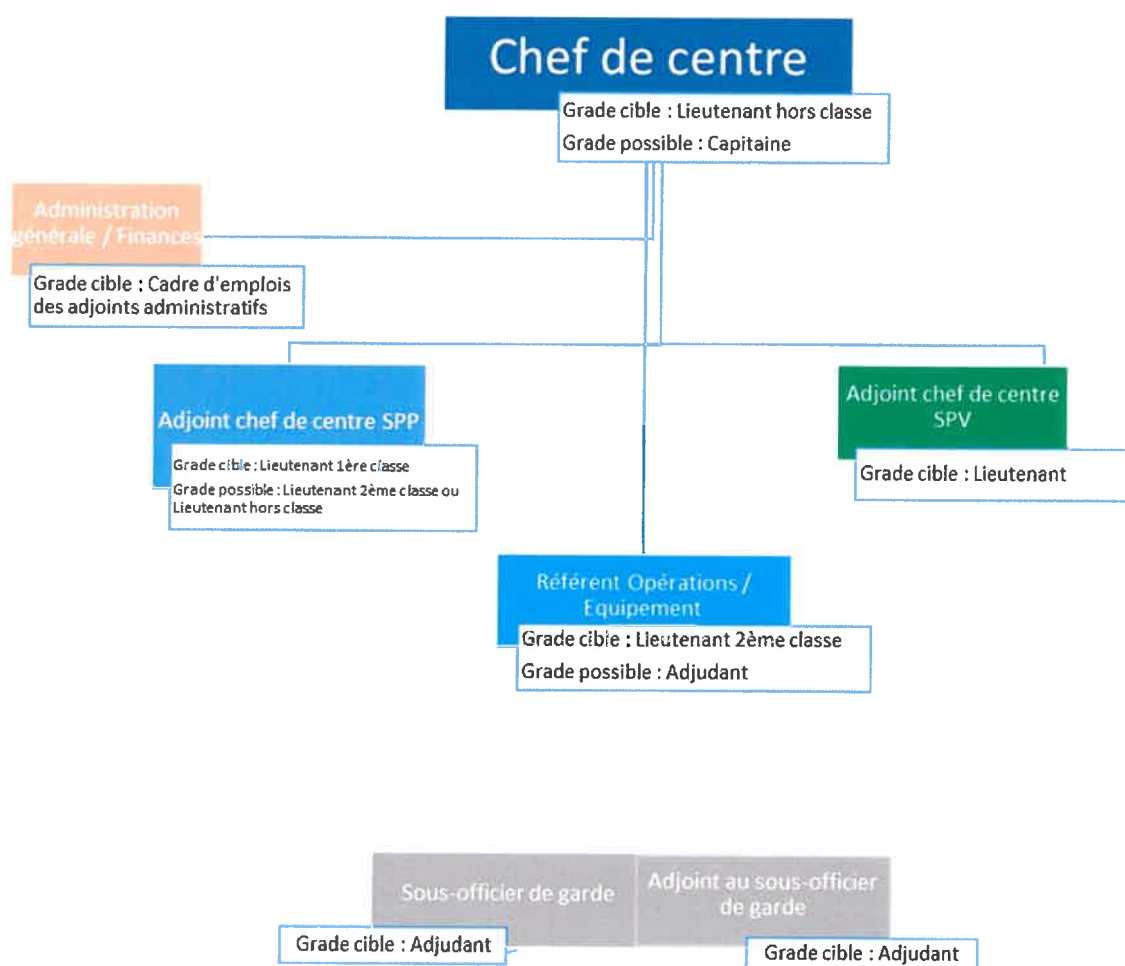 Chef de centre
Grade cible : Lieutenant hors classe
Grade possible : Capitaine
Administration
générale / Finances
Grade cible : Cadre d'emplois
des adjoints administratifs
Adjoint chef de centre SPP
Grade cible : Lieutenant 1ère classe
Grade possible : Lieutenant 2ème classe ou
Lieutenant hors classe
Adjoint chef de centre
SPV
Grade cible : Lieutenant
Référent Opérations /
Equipement
Grade cible : Lieutenant 2ème classe
Grade possible : Adjudant
Sous-officier de garde
Grade cible : Adjudant
Adjoint au sous-officier
de garde
Grade cible : Adjudant